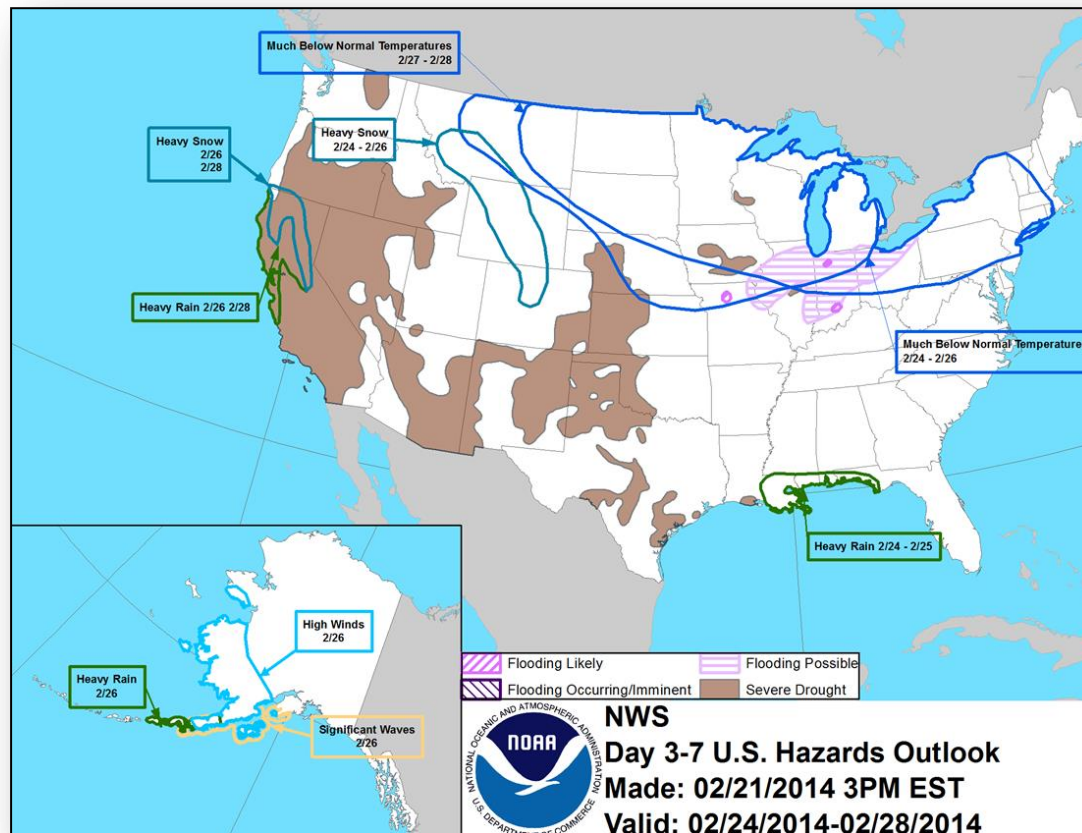 Much Below Normal Temperatures
2/27 - 2/28
Heavy Snow
2/24 - 2/26
Heavy Snow
2/26
2/28
Heavy Rain 2/26 2/28
Much Below Normal Temperature
2/24 - 2/26
Heavy Rain 2/24 - 2/25
High Winds
2/26
Heavy Rain
2/26
Significant Waves
2/26
Flooding Likely
Flooding Possible
Flooding Occurring/Imminent
Severe Drought
NATIONAL OCEANIC AND ATMOSPHERIC ADMINISTRATION
NOAA
U.S. DEPARTMENT OF COMMERCE
NWS
Day 3-7 U.S. Hazards Outlook
Made: 02/21/2014 3PM EST
Valid: 02/24/2014-02/28/2014